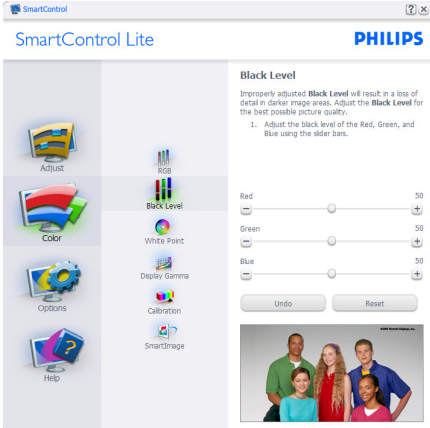 SmartControl
SmartControl Lite
PHILIPS
Adjust
Color
Options
Help
RGB
Black Level
White Point
Display Gamma
Calibration
SmartImage
Black Level
Improperly adjusted Black Level will result in a loss of
detail in darker image areas. Adjust the Black Level for
the best possible picture quality.
1. Adjust the black level of the Red, Green, and
Blue using the slider bars.
Red 50
Green 50
Blue 50
Undo Reset